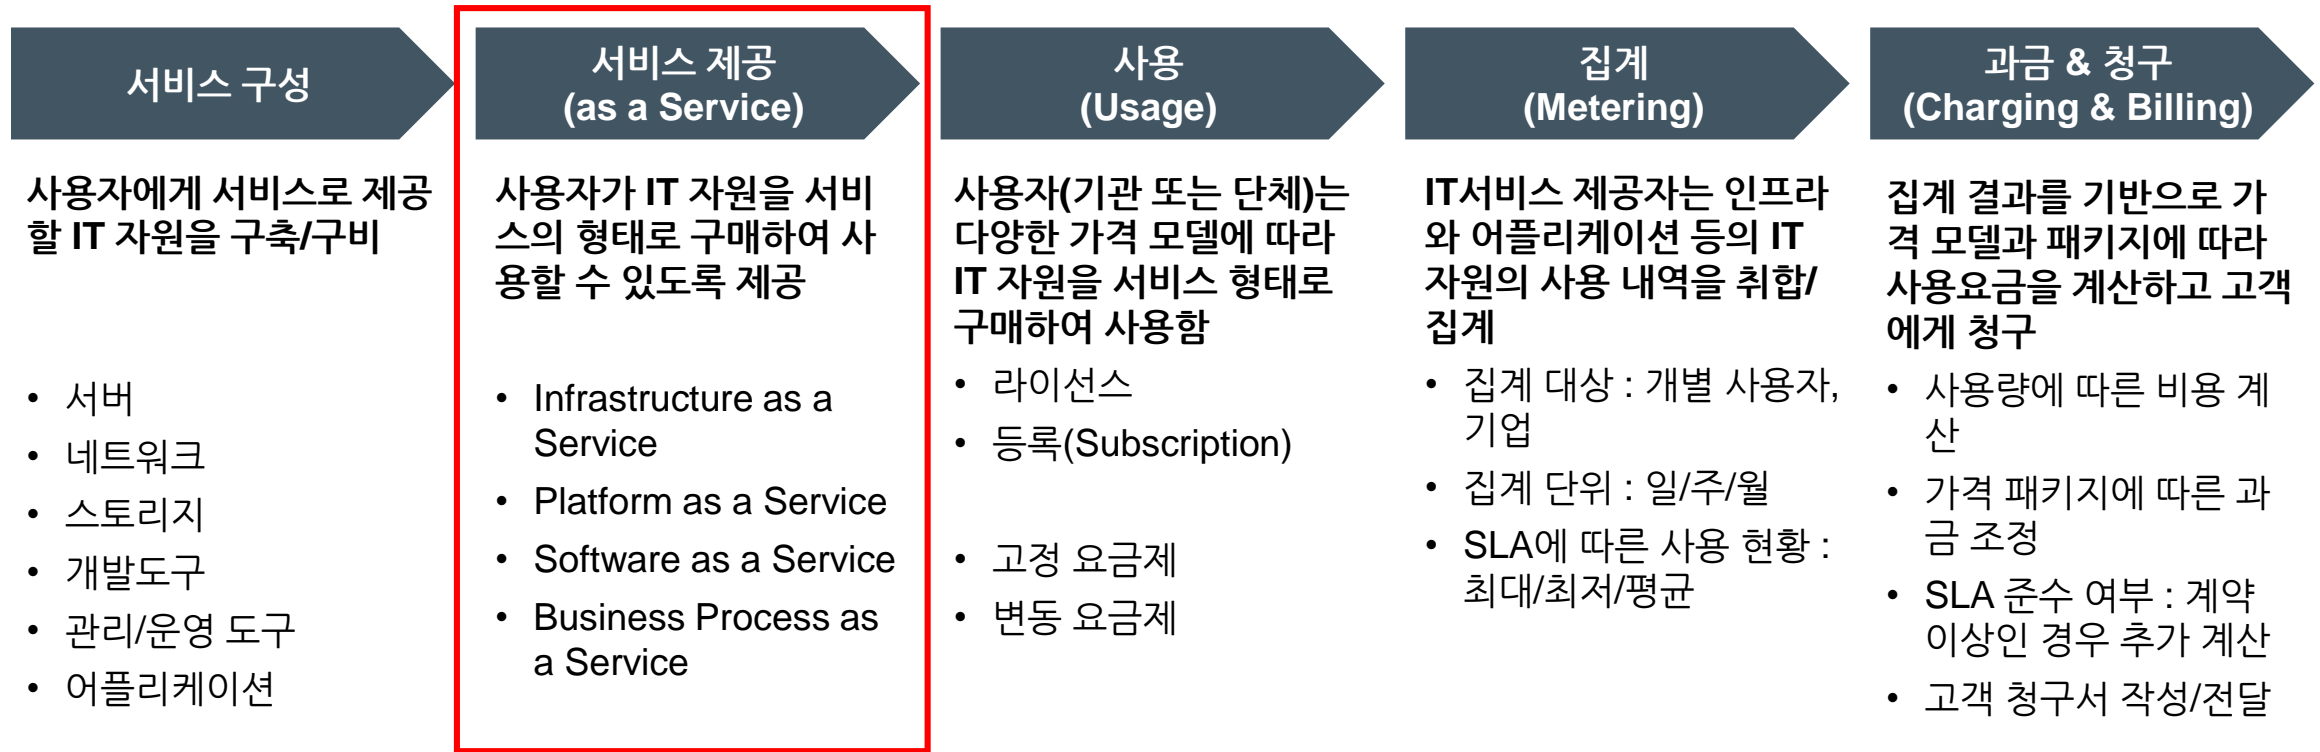 서비스 구성
사용자에게 서비스로 제공
할 IT 자원을 구축/구비
• 서버
• 네트워크
• 스토리지
• 개발도구
• 관리/운영 도구
• 어플리케이션
서비스 제공
(as a Service)
사용자가 IT 자원을 서비
스의 형태로 구매하여 사
용할 수 있도록 제공
• Infrastructure as a
Service
• Platform as a Service
• Software as a Service
• Business Process as
a Service
사용
(Usage)
사용자(기관 또는 단체)는
다양한 가격 모델에 따라
IT 자원을 서비스 형태로
구매하여 사용함
• 라이선스
• 등록(Subscription)
• 고정 요금제
• 변동 요금제
집계
(Metering)
IT서비스 제공자는 인프라
와 어플리케이션 등의 IT
자원의 사용 내역을 취합/
집계
• 집계 대상 : 개별 사용자,
기업
• 집계 단위 : 일/주/월
• SLA에 따른 사용 현황 :
최대/최저/평균
과금 & 청구
(Charging & Billing)
집계 결과를 기반으로 가
격 모델과 패키지에 따라
사용요금을 계산하고 고객
에게 청구
• 사용량에 따른 비용 계
산
• 가격 패키지에 따른 과
금 조정
• SLA 준수 여부 : 계약
이상인 경우 추가 계산
• 고객 청구서 작성/전달